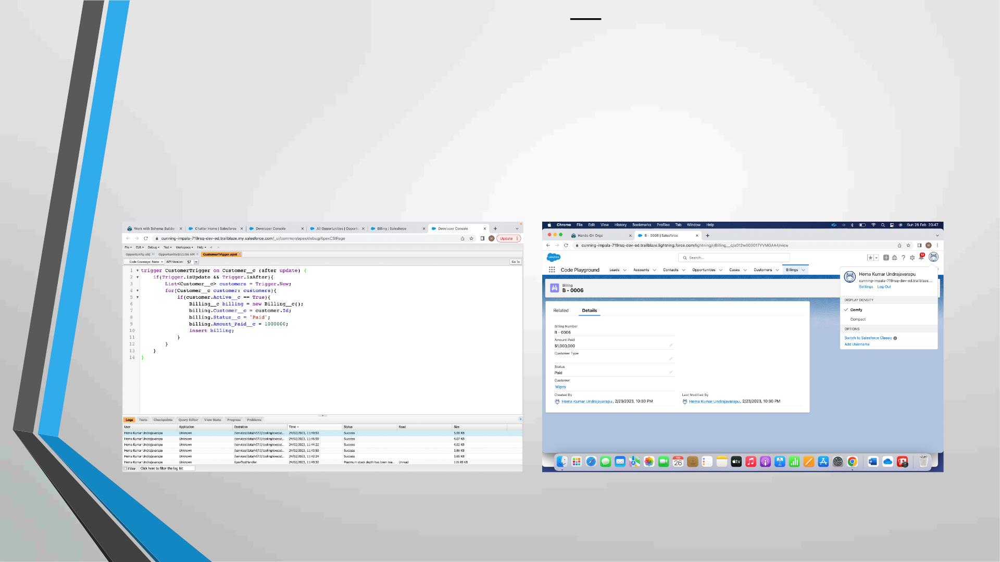 Work with Schema Builder
Chatter Home | Salesforce
Developer Console
All Opportunities | Opportu
Billing | Salesforce
Developer Console
cunning-impala-719rsq-dev-ed.trailblaze.my.salesforce.com/_ui/common/apex/debug/ApexCSIPage
H
Update
File Edit Debug Test Workspace Help < >
Opportunity.obj
Opportunity@11:56 AM
CustomerTrigger.apxt
Code Coverage: None
API Version: 57
Go To
1 trigger CustomerTrigger on Customer__c (after update) {
2 if(Trigger.isUpdate && Trigger.isAfter){
3 List<Customer__c> customers = Trigger.New;
4 for(Customer__c customer: customers){
5 if(customer.Active__c == True){
6 Billing__c billing = new Billing__c();
7 billing.Customer__c = customer.Id;
8 billing.Status__c = 'Paid';
9 billing.Amount_Paid__c = 1000000;
10 insert billing;
11 }
12 }
13 }
14 }
Logs Tests Checkpoints Query Editor View State Progress Problems
User Application Operation Time Status Read Size
Hema Kumar Undrajavarapu Unknown /services/data/v57.0/tooling/execut... 24/02/2023, 11:49:53 Success 5.58 KB
Hema Kumar Undrajavarapu Unknown /services/data/v57.0/tooling/execut... 24/02/2023, 11:46:59 Success 4.07 KB
Hema Kumar Undrajavarapu Unknown /services/data/v57.0/tooling/execut... 24/02/2023, 11:44:22 Success 4.02 KB
Hema Kumar Undrajavarapu Unknown /services/data/v57.0/tooling/execut... 24/02/2023, 11:43:53 Success 3.86 KB
Hema Kumar Undrajavarapu Unknown /services/data/v57.0/tooling/execut... 24/02/2023, 11:42:24 Success 3.65 KB
Hema Kumar Undrajavarapu Unknown ApexTestHandler 24/02/2023, 11:40:32 Maximum stack depth has been rea... Unread 116.95 KB
Filter Click here to filter the log list
Chrome File Edit View History Bookmarks Profiles Tab Window Help
Sun 26 Feb 20:47
Hands-On Orgs
B - 0006 | Salesforce
cunning-impala-719rsq-dev-ed.trailblaze.lightning.force.com/lightning/r/Billing__c/a012w000017YVMGAA4/view
H
Search...
12
Code Playground Leads Accounts Contacts Opportunities Cases Customers Billings
Billing
B - 0006
Related Details
Billing Number
B - 0006
Amount Paid
$1,000,000
Customer Type
Status
Paid
Customer
Wipro
Created By
Hema Kumar Undrajavarapu, 2/23/2023, 10:30 PM
Last Modified By
Hema Kumar Undrajavarapu, 2/23/2023, 10:30 PM
Hema Kumar Undrajavarapu
cunning-impala-719rsq-dev-ed.trailblaze....
Settings Log Out
DISPLAY DENSITY
Comfy
Compact
OPTIONS
Switch to Salesforce Classic
Add Username
FEB
26
tv